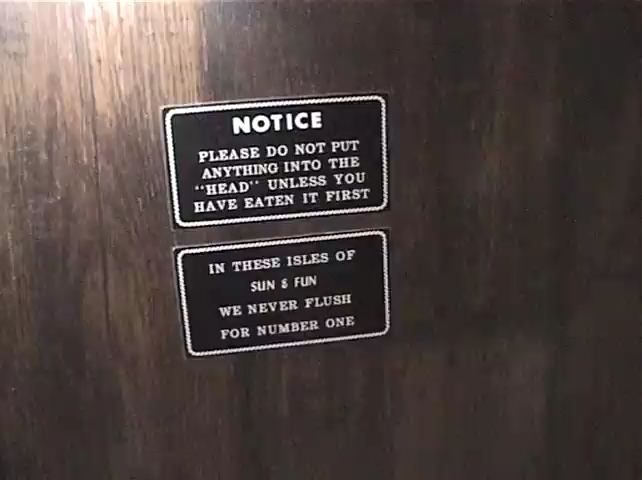 NOTICE
PLEASE DO NOT PUT
ANYTHING INTO THE
"HEAD" UNLESS YOU
HAVE EATEN IT FIRST
IN THESE ISLES OF
SUN & FUN
WE NEVER FLUSH
FOR NUMBER ONE